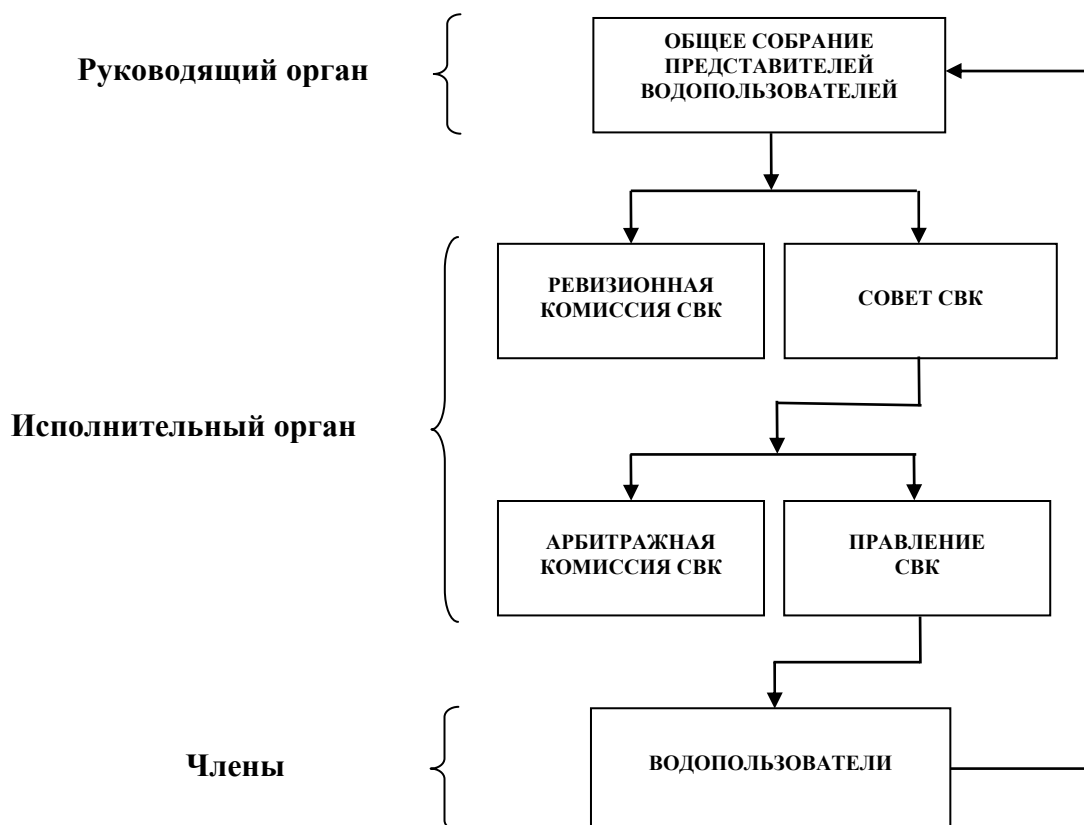 Руководящий орган
ОБЩЕЕ СОБРАНИЕ
ПРЕДСТАВИТЕЛЕЙ
ВОДОПОЛЬЗОВАТЕЛЕЙ
РЕВИЗИОННАЯ
КОМИССИЯ СВК
СОВЕТ СВК
Исполнительный орган
АРБИТРАЖНАЯ
КОМИССИЯ СВК
ПРАВЛЕНИЕ
СВК
Члены
ВОДОПОЛЬЗОВАТЕЛИ